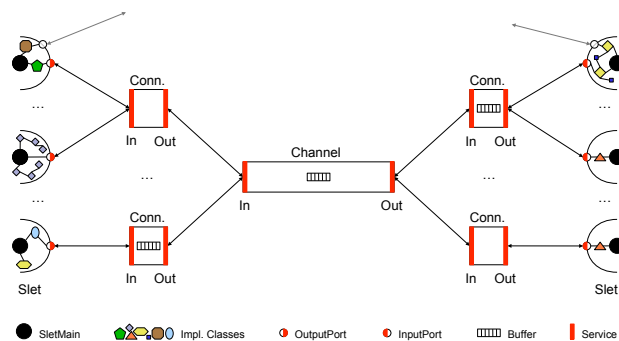 Conn.
Conn.
...
...
In Out
In Out
Channel
...
...
...
...
In
Out
Conn.
Conn.
In Out
In Out
Slet
Slet
SletMain
Impl. Classes
OutputPort
InputPort
Buffer
Service